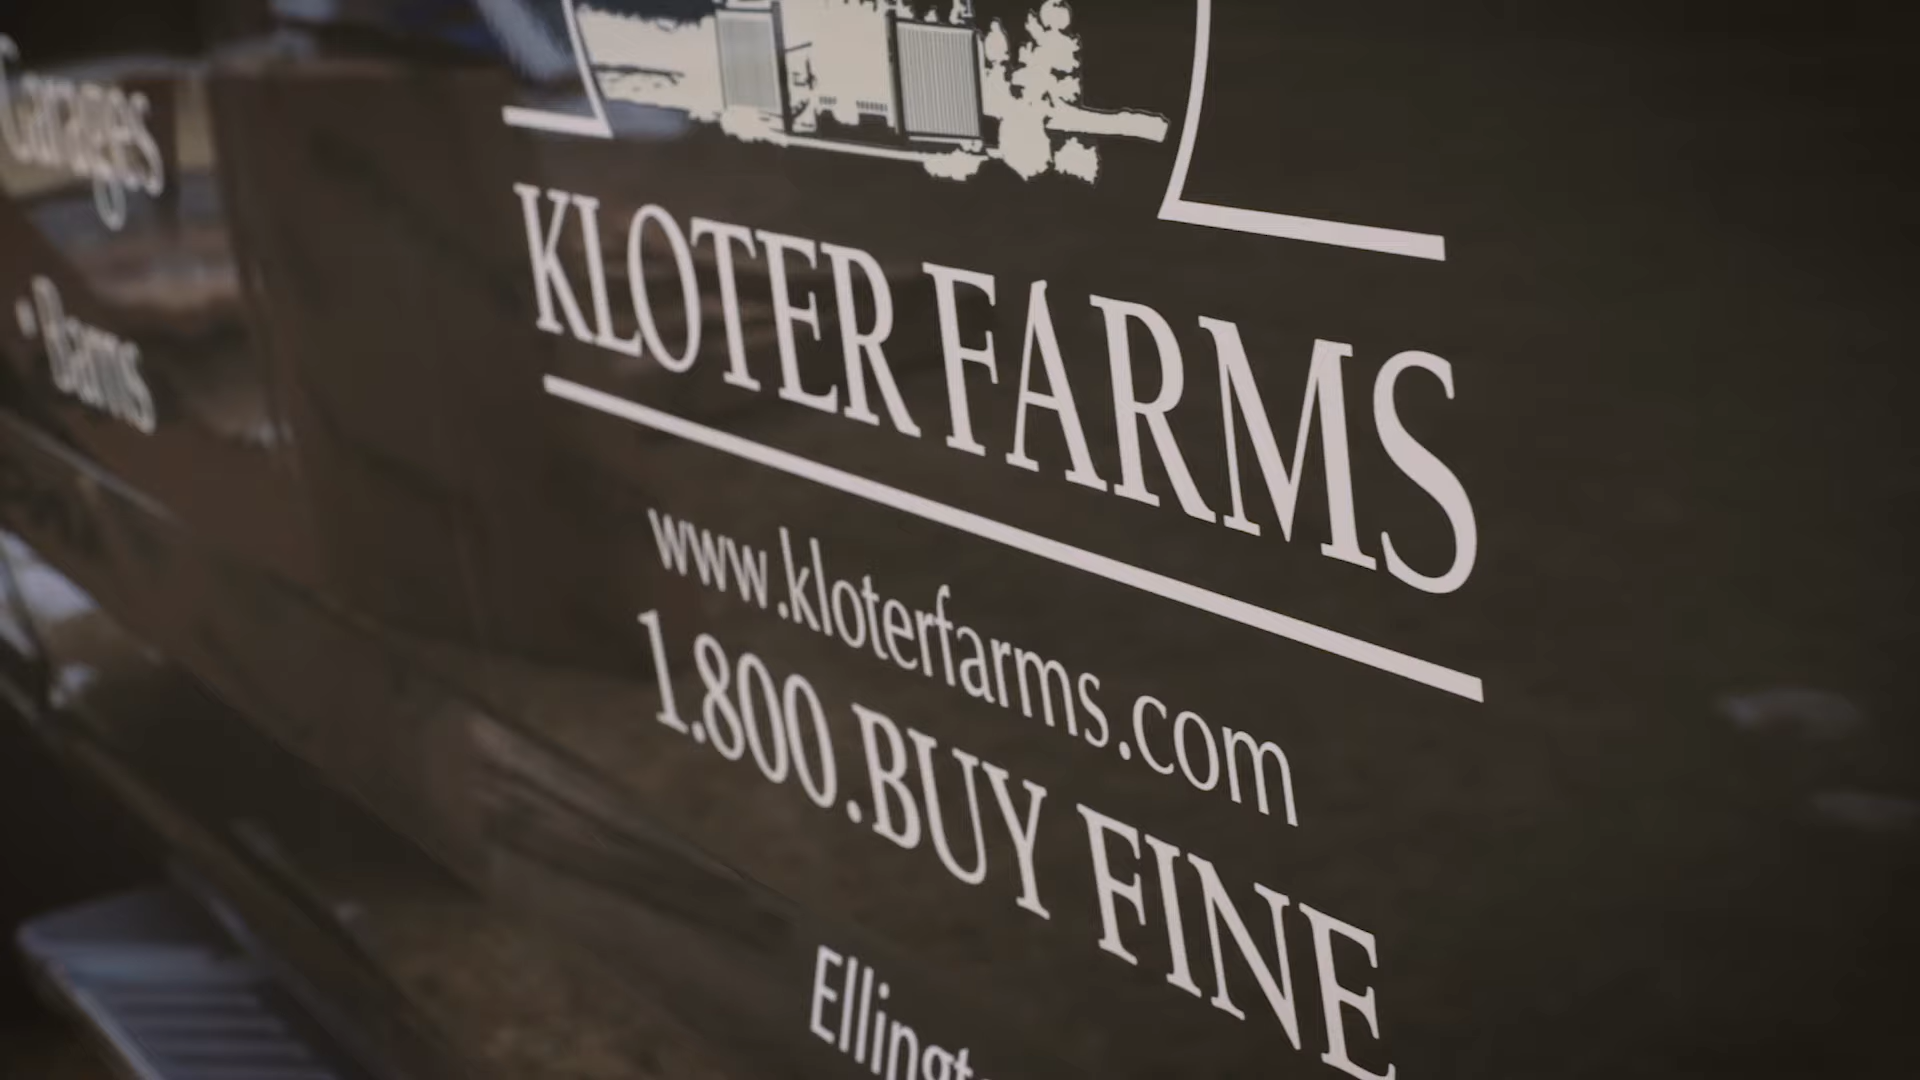 Garages
• Barns
KLOTER FARMS
www.kloterfarms.com
1.800.BUY FINE